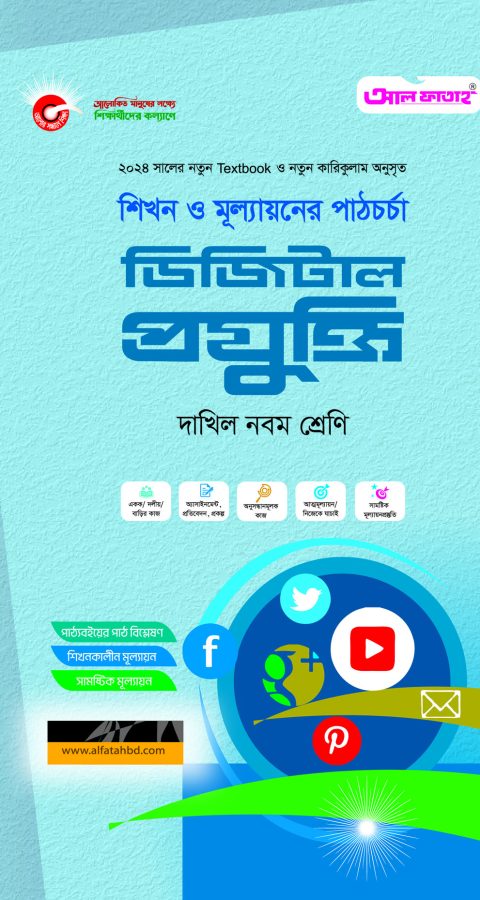 আলোকিত মানুষের লক্ষ্যে
শিক্ষার্থীদের কল্যাণে
আল ফাতাহ®
২০২৪ সালের নতুন Textbook ও নতুন কারিকুলাম অনুসৃত
শিখন ও মূল্যায়নের পাঠচর্চা
ডিজিটাল
প্রযুক্তি
দাখিল নবম শ্রেণি
একক/ দলীয়/
বাড়ির কাজ
অ্যাসাইনমেন্ট,
প্রতিবেদন, প্রকল্প
অনুসন্ধানমূলক
কাজ
আত্মমূল্যায়ন/
নিজেকে যাচাই
সামষ্টিক
মূল্যায়নপ্রস্তুতি
পাঠ্যবইয়ের পাঠ বিশ্লেষণ
শিখনকালীন মূল্যায়ন
সামষ্টিক মূল্যায়ন
f
g+
www.alfatahbd.com